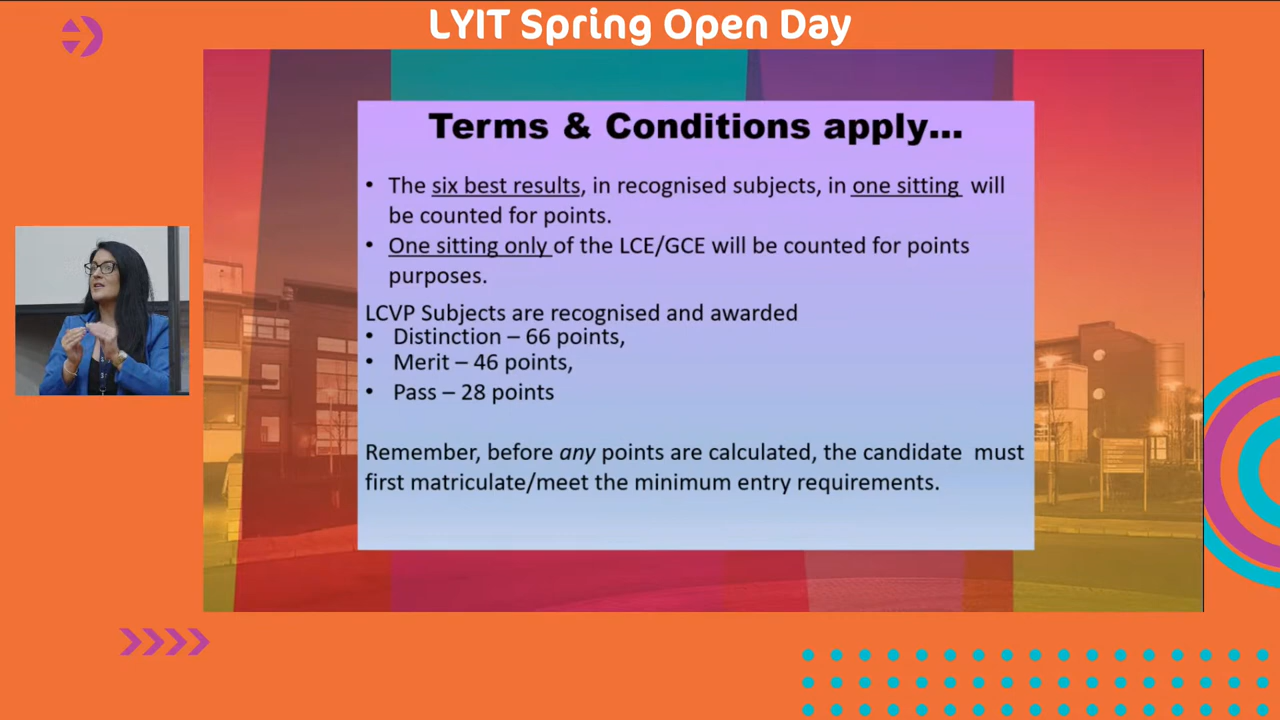 LYIT Spring Open Day
Terms & Conditions apply...
• The six best results, in recognised subjects, in one sitting will
be counted for points.
• One sitting only of the LCE/GCE will be counted for points
purposes.
LCVP Subjects are recognised and awarded
• Distinction – 66 points,
• Merit – 46 points,
• Pass – 28 points
Remember, before any points are calculated, the candidate must
first matriculate/meet the minimum entry requirements.